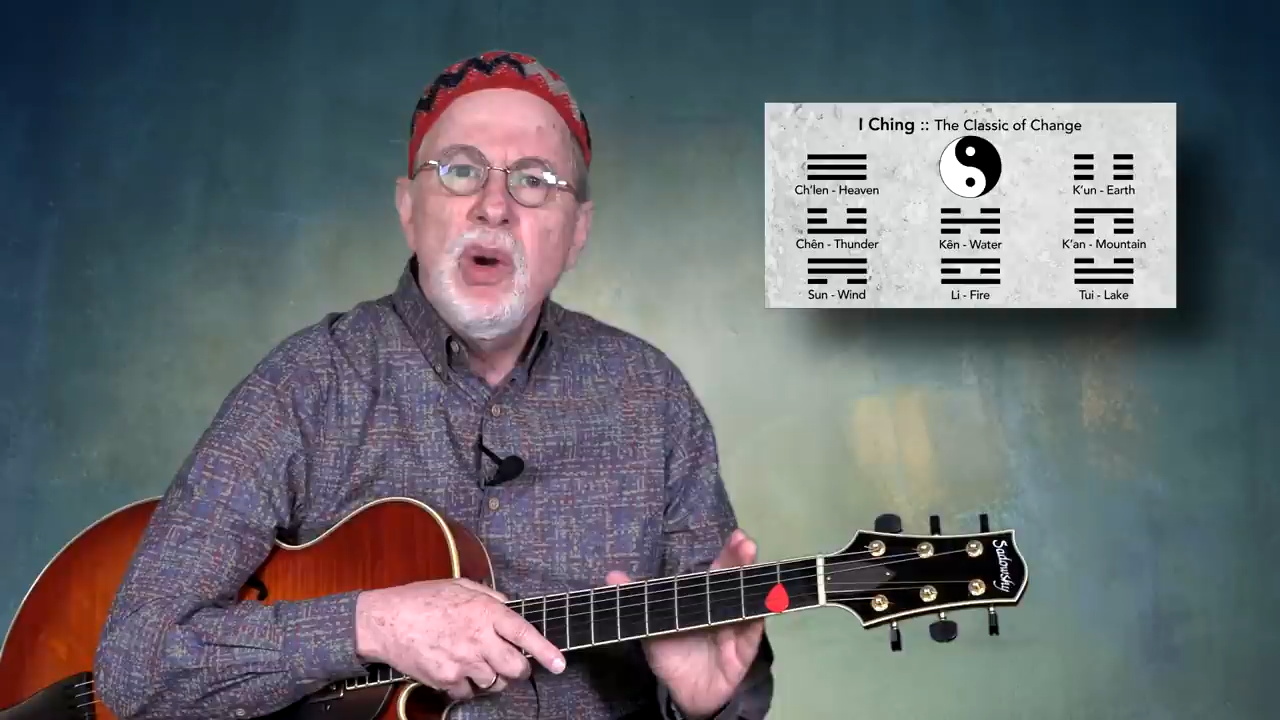 I Ching :: The Classic of Change
Ch'len - Heaven
K'un - Earth
Chên - Thunder
Kên - Water
K'an - Mountain
Sun - Wind
Li - Fire
Tui - Lake
Sadowsky